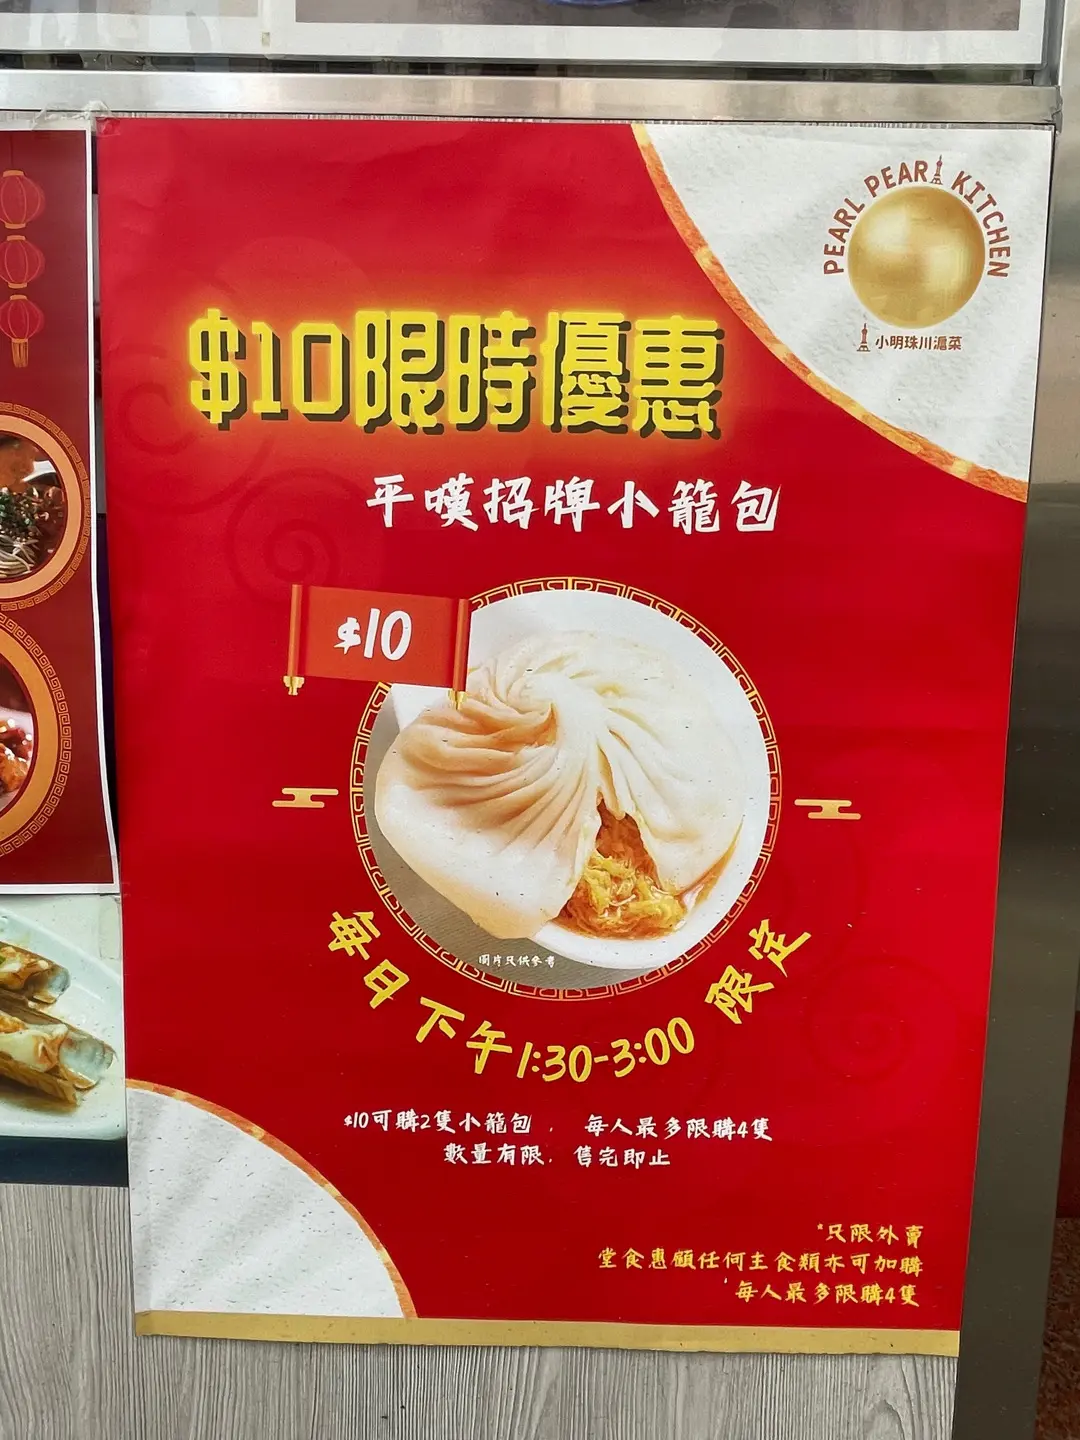 PEARL PEARL KITCHEN
小明珠川滬菜
$10限時優惠
平嘆招牌小籠包
$10
圖片只供參考
每日下午1:30-3:00 限定
$10可購2隻小籠包， 每人最多限購4隻
數量有限，售完即止
*只限外賣
堂食惠顧任何主食類亦可加購
*每人最多限購4隻